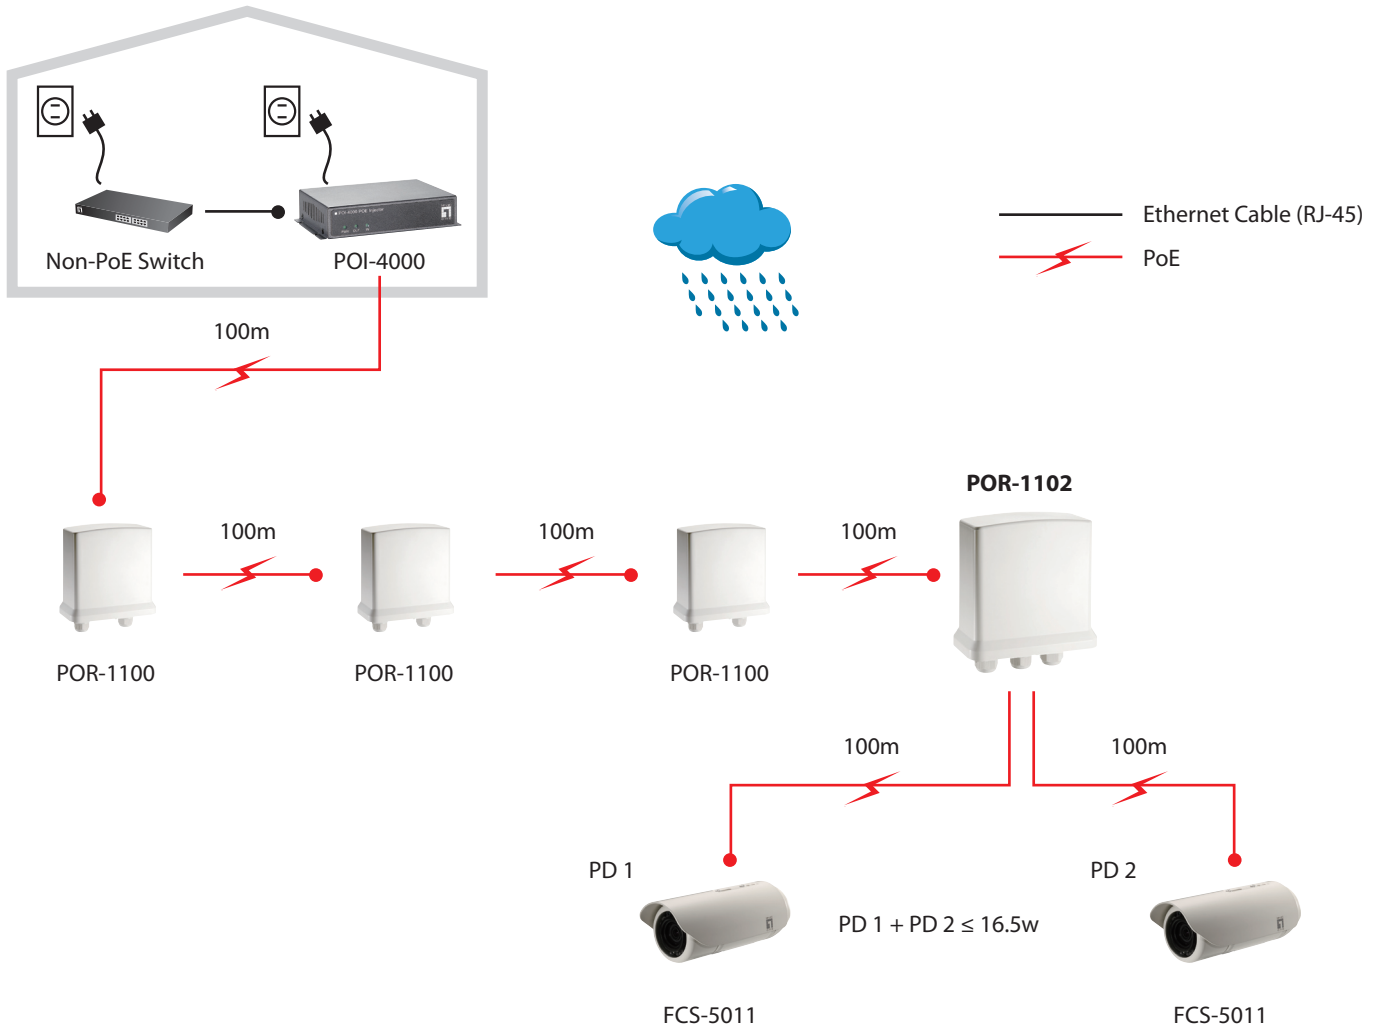 Non-PoE Switch
POI-4000
Ethernet Cable (RJ-45)
PoE
100m
POR-1102
100m
100m
100m
POR-1100
POR-1100
POR-1100
100m
100m
PD 1
PD 2
PD 1 + PD 2 ≤ 16.5w
FCS-5011
FCS-5011